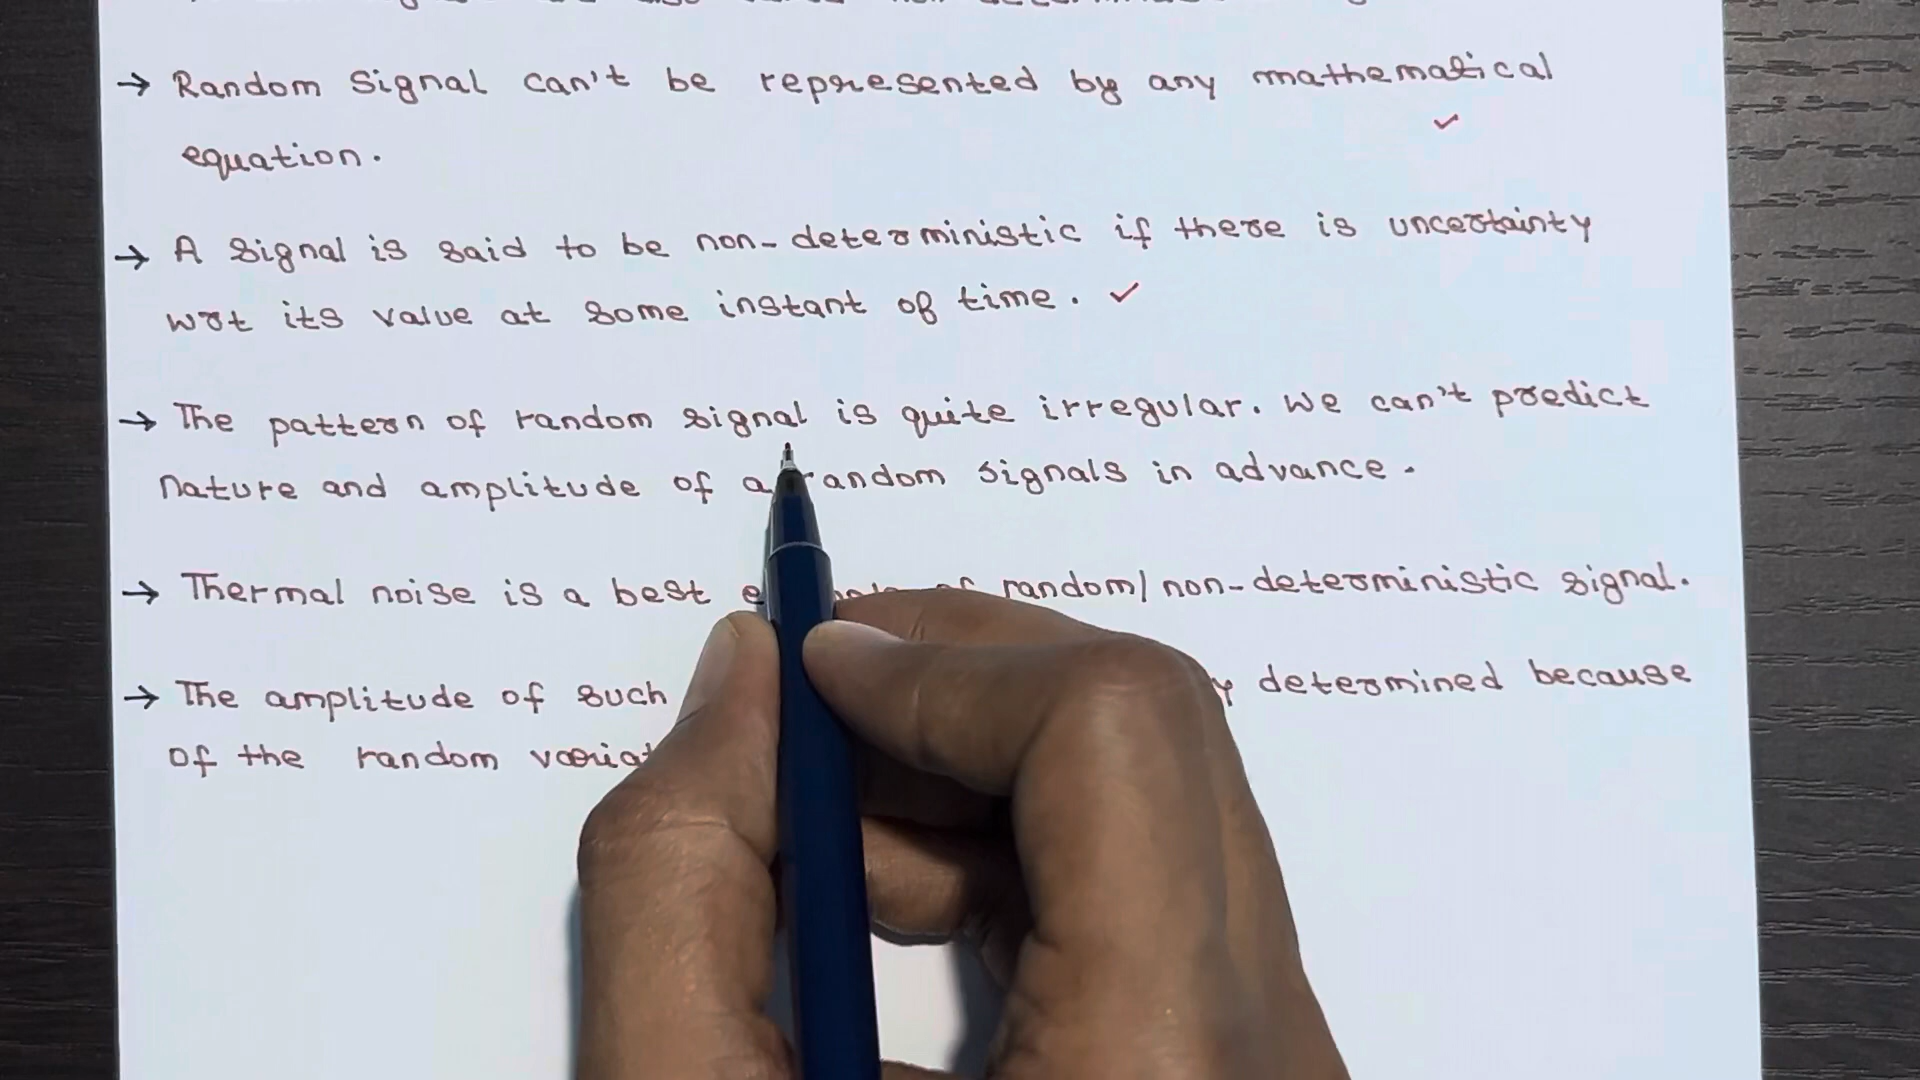 → Random Signal can't be represented by any mathematical
equation.
→ A signal is said to be non-deterministic if there is uncertainty
wrt its value at some instant of time. ✓
→ The pattern of random signal is quite irregular. We can't predict
nature and amplitude of a random signals in advance.
→ Thermal noise is a best of random/non-deterministic signal.
→ The amplitude of such determined because
of the random